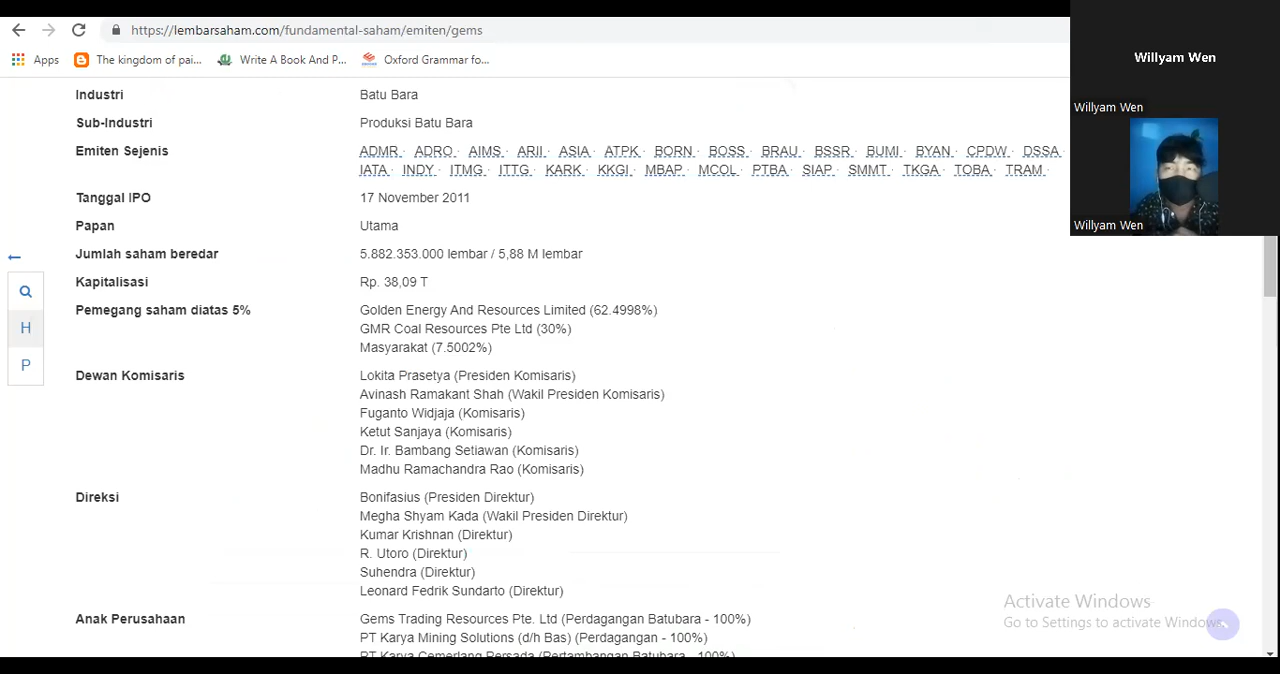 https://lembarsaham.com/fundamental-saham/emiten/gems
Apps The kingdom of pai... Write A Book And P... Oxford Grammar fo...
Willyam Wen
Willyam Wen
Willyam Wen
Industri Batu Bara
Sub-Industri Produksi Batu Bara
Emiten Sejenis ADMR · ADRO · AIMS · ARII · ASIA · ATPK · BORN · BOSS · BRAU · BSSR · BUMI · BYAN · CPDW · DSSA
IATA · INDY · ITMG · ITTG · KARK · KKGI · MBAP · MCOL · PTBA · SIAP · SMMT · TKGA · TOBA · TRAM ·
Tanggal IPO 17 November 2011
Papan Utama
Jumlah saham beredar 5.882.353.000 lembar / 5,88 M lembar
Kapitalisasi Rp. 38,09 T
Pemegang saham diatas 5% Golden Energy And Resources Limited (62.4998%)
GMR Coal Resources Pte Ltd (30%)
Masyarakat (7.5002%)
Dewan Komisaris Lokita Prasetya (Presiden Komisaris)
Avinash Ramakant Shah (Wakil Presiden Komisaris)
Fuganto Widjaja (Komisaris)
Ketut Sanjaya (Komisaris)
Dr. Ir. Bambang Setiawan (Komisaris)
Madhu Ramachandra Rao (Komisaris)
Direksi Bonifasius (Presiden Direktur)
Megha Shyam Kada (Wakil Presiden Direktur)
Kumar Krishnan (Direktur)
R. Utoro (Direktur)
Suhendra (Direktur)
Leonard Fedrik Sundarto (Direktur)
Anak Perusahaan Gems Trading Resources Pte. Ltd (Perdagangan Batubara - 100%)
PT Karya Mining Solutions (d/h Bas) (Perdagangan - 100%)
PT Karya Cemerlang Persada (Pertambangan Batubara - 100%)
H
P
Activate Windows
Go to Settings to activate Windows.